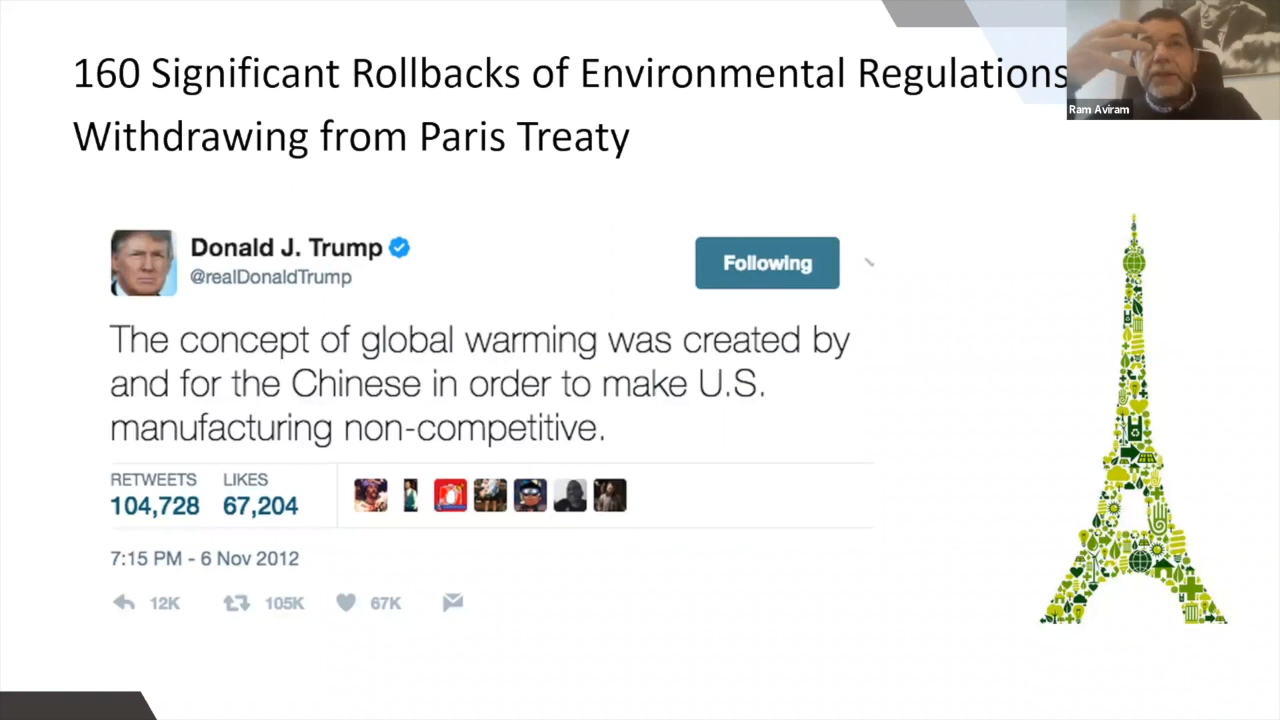 160 Significant Rollbacks of Environmental Regulations
Withdrawing from Paris Treaty
Ram Aviram
Donald J. Trump
@realDonaldTrump
Following
The concept of global warming was created by
and for the Chinese in order to make U.S.
manufacturing non-competitive.
RETWEETS LIKES
104,728 67,204
7:15 PM - 6 Nov 2012
12K 105K 67K